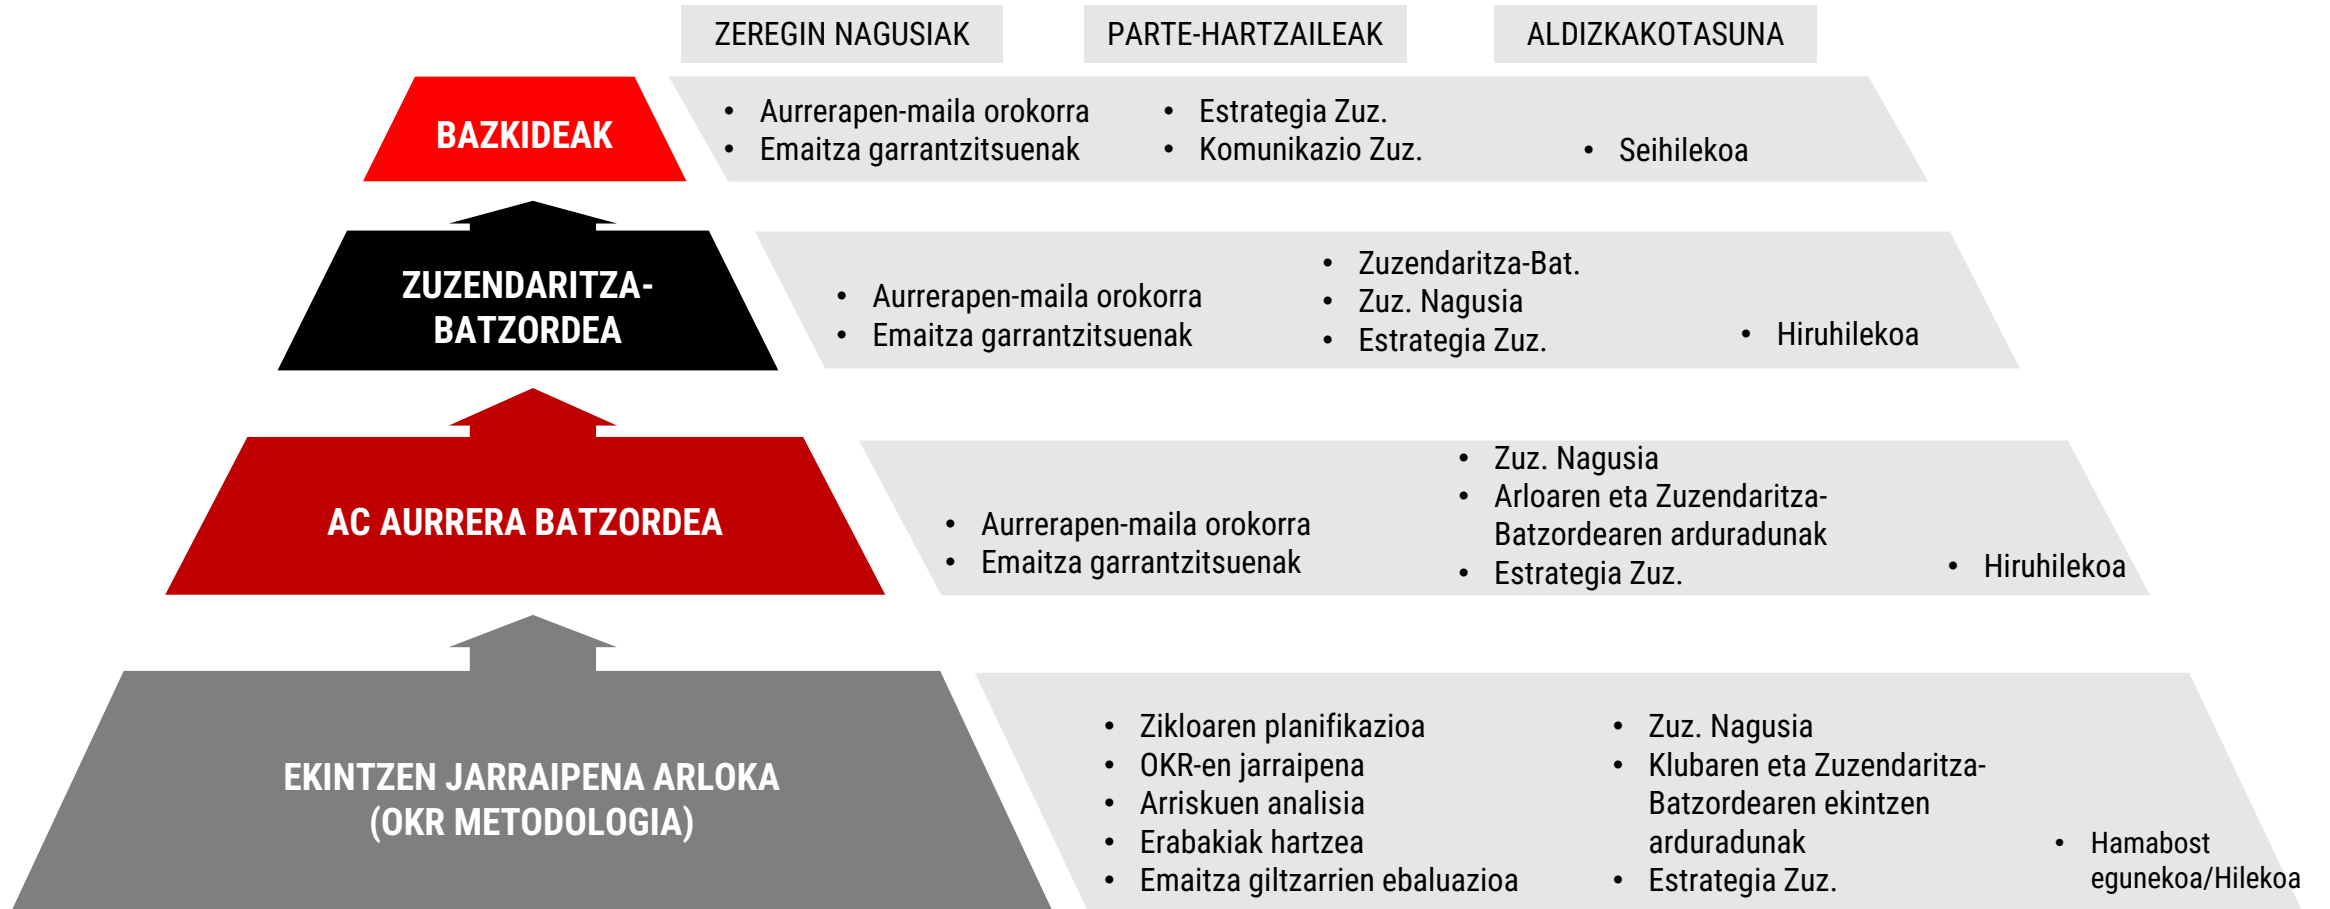 ZEREGIN NAGUSIAK
PARTE-HARTZAILEAK
ALDIZKAKOTASUNA
BAZKIDEAK
• Aurrerapen-maila orokorra
• Emaitza garrantzitsuenak
• Estrategia Zuz.
• Komunikazio Zuz.
• Seihilekoa
ZUZENDARITZA-
BATZORDEA
• Aurrerapen-maila orokorra
• Emaitza garrantzitsuenak
• Zuzendaritza-Bat.
• Zuz. Nagusia
• Estrategia Zuz.
• Hiruhilekoa
AC AURRERA BATZORDEA
• Aurrerapen-maila orokorra
• Emaitza garrantzitsuenak
• Zuz. Nagusia
• Arloaren eta Zuzendaritza-
Batzordearen arduradunak
• Estrategia Zuz.
• Hiruhilekoa
EKINTZEN JARRAIPENA ARLOKA
(OKR METODOLOGIA)
• Zikloaren planifikazioa
• OKR-en jarraipena
• Arriskuen analisia
• Erabakiak hartzea
• Emaitza giltzarrien ebaluazioa
• Zuz. Nagusia
• Klubaren eta Zuzendaritza-
Batzordearen ekintzen
arduradunak
• Estrategia Zuz.
• Hamabost
egunekoa/Hilekoa